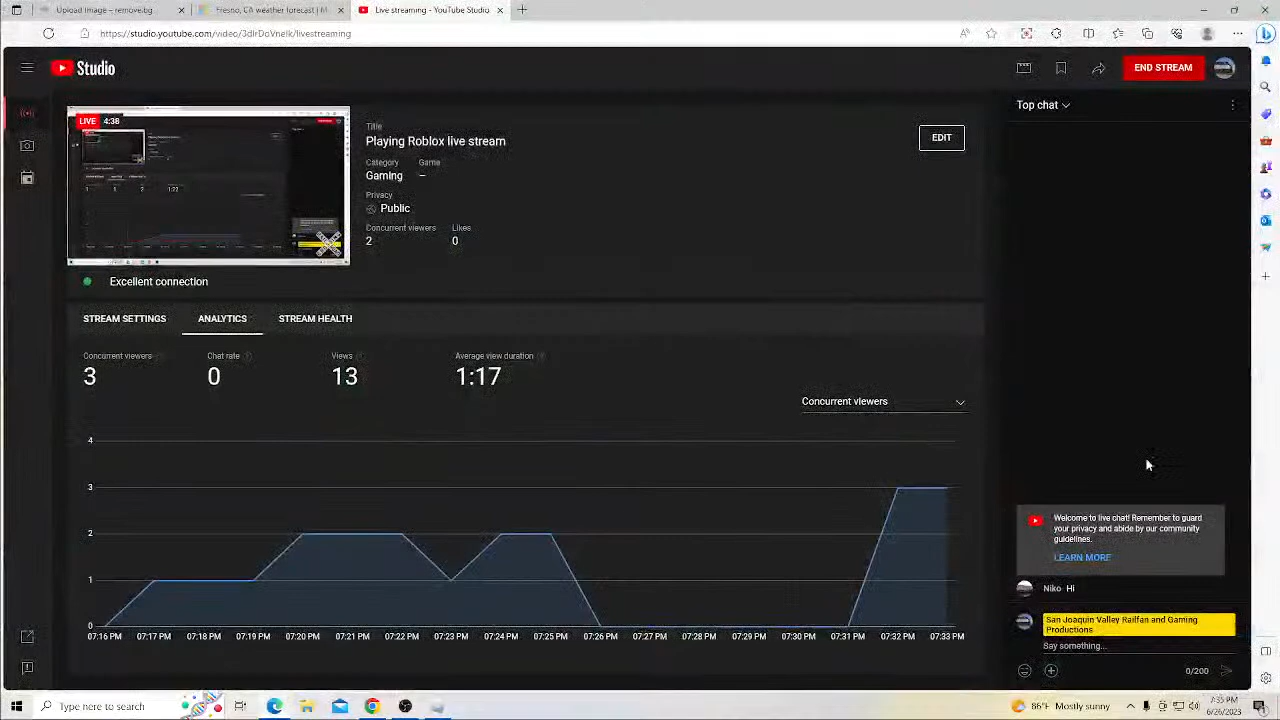 Upload Image – remove.bg
Fresno, CA weather forecast | M
Live streaming - YouTube Studio
https://studio.youtube.com/video/3dIrDoVnelk/livestreaming
Studio
END STREAM
LIVE 4:38
Title
Playing Roblox live stream
EDIT
Category Game
Gaming –
Privacy
Public
Concurrent viewers Likes
2 0
Excellent connection
Top chat
STREAM SETTINGS ANALYTICS STREAM HEALTH
Concurrent viewers Chat rate Views Average view duration
3 0 13 1:17
Concurrent viewers
4
3
2
1
0
07:16 PM 07:17 PM 07:18 PM 07:19 PM 07:20 PM 07:21 PM 07:22 PM 07:23 PM 07:24 PM 07:26 PM 07:27 PM 07:28 PM 07:29 PM 07:30 PM 07:31 PM 07:32 PM 07:33 PM
Welcome to live chat! Remember to guard
your privacy and abide by our community
guidelines.
LEARN MORE
Niko Hi
San Joaquin Valley Railfan and Gaming
Productions
Say something...
0/200
Type here to search
88°F Mostly sunny
7:35 PM
6/26/2023